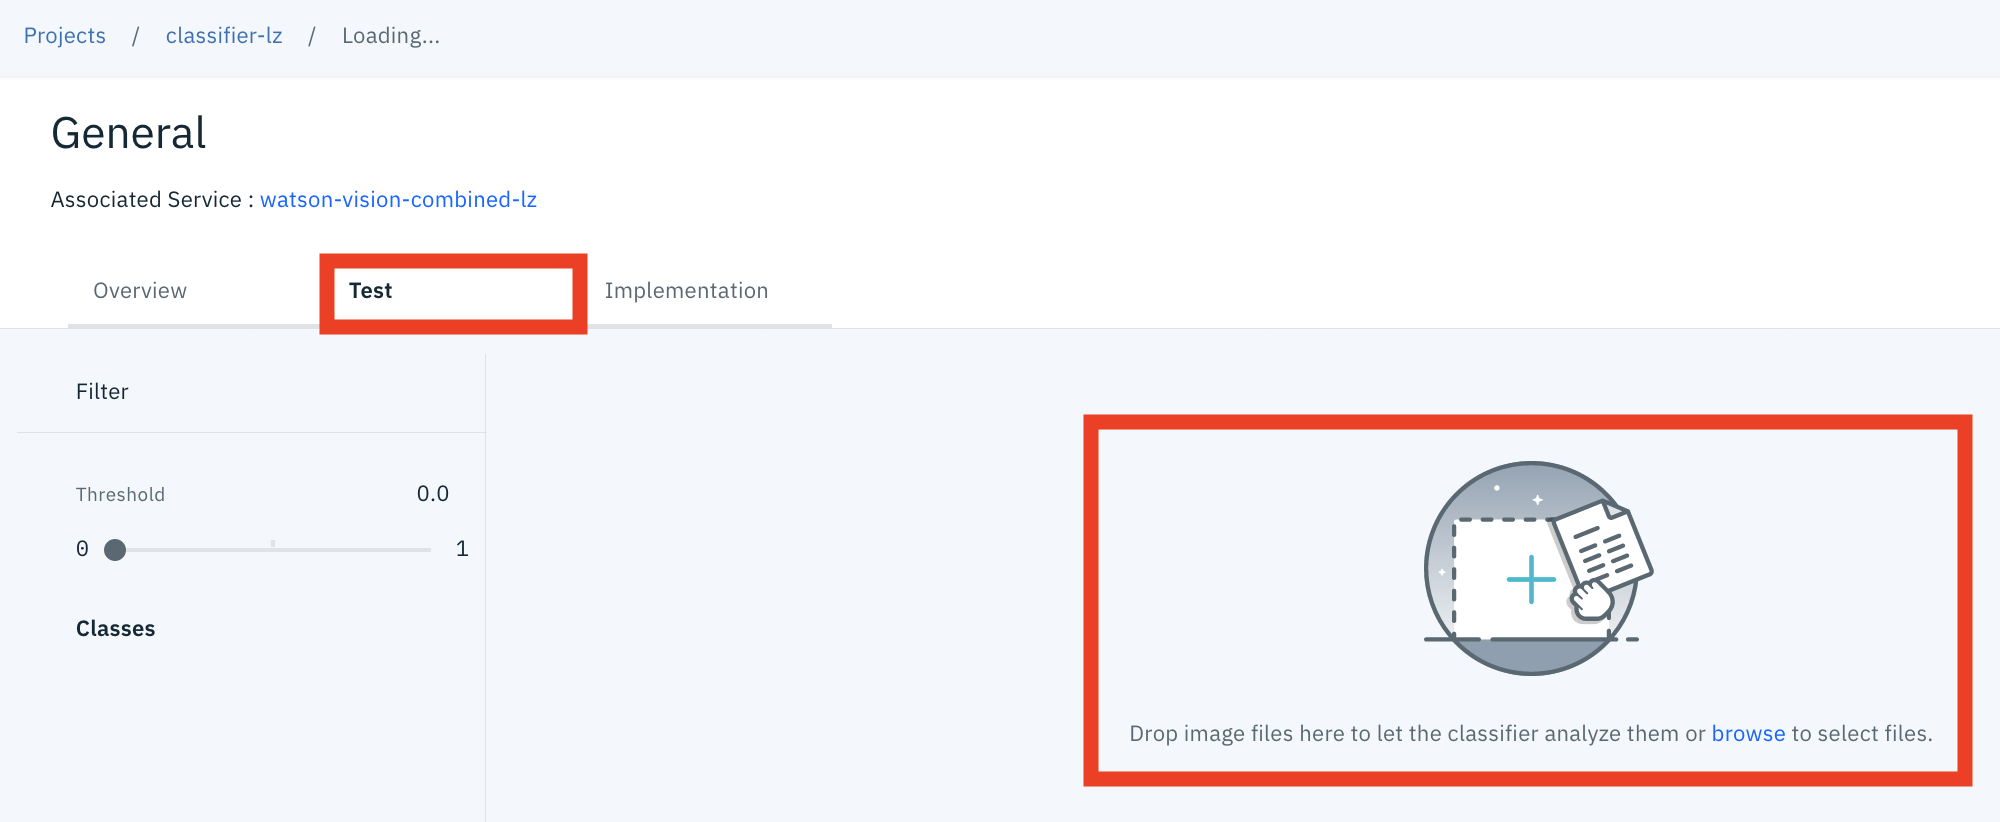 Projects / classifier-lz / Loading...
General
Associated Service : watson-vision-combined-lz
Overview Test Implementation
Filter
Threshold 0.0
0 1
Classes
Drop image files here to let the classifier analyze them or browse to select files.